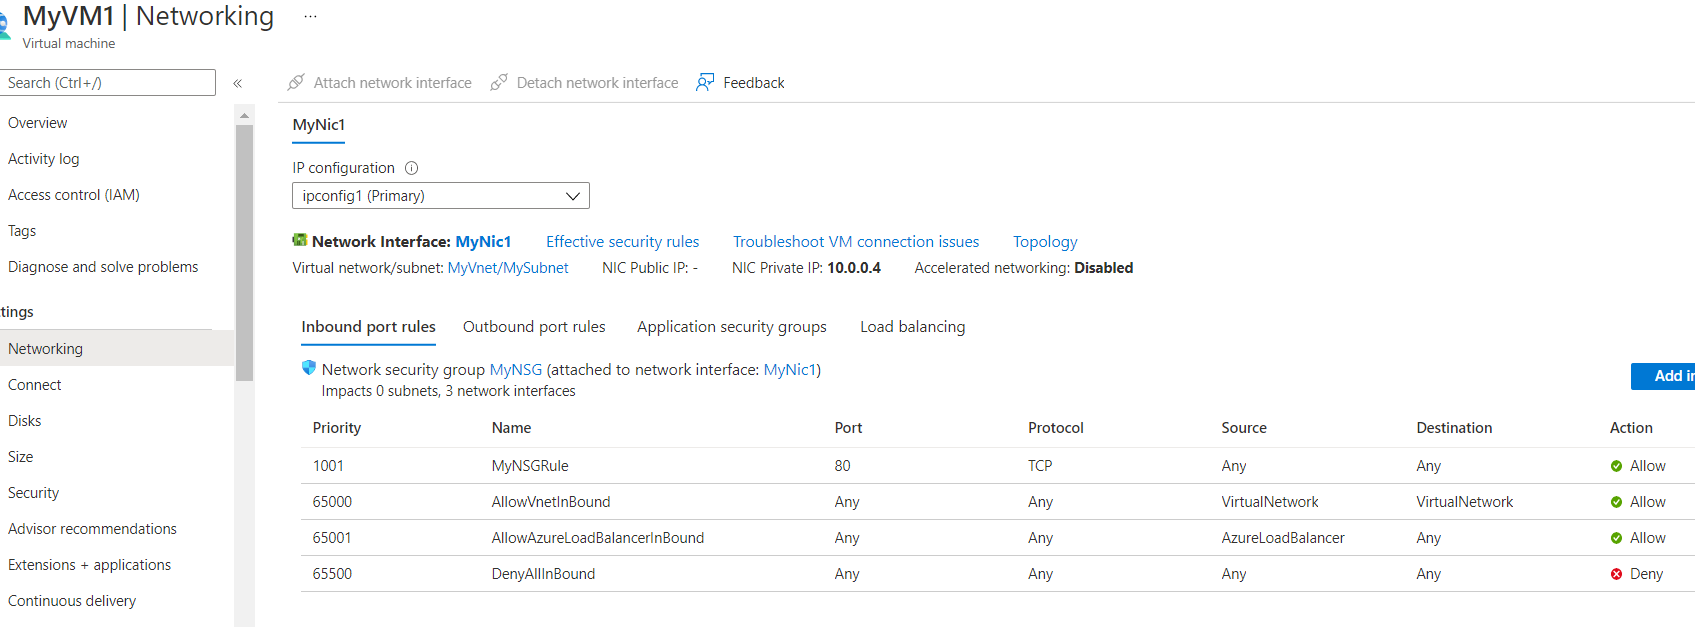 MyVM1 | Networking ...
Virtual machine
Search (Ctrl+/)
«
Attach network interface
Detach network interface
Feedback
Overview
Activity log
Access control (IAM)
Tags
Diagnose and solve problems
tings
Networking
Connect
Disks
Size
Security
Advisor recommendations
Extensions + applications
Continuous delivery
MyNic1
IP configuration
ipconfig1 (Primary)
Network Interface: MyNic1 Effective security rules Troubleshoot VM connection issues Topology
Virtual network/subnet: MyVnet/MySubnet NIC Public IP: - NIC Private IP: 10.0.0.4 Accelerated networking: Disabled
Inbound port rules Outbound port rules Application security groups Load balancing
Network security group MyNSG (attached to network interface: MyNic1)
Impacts 0 subnets, 3 network interfaces
Add in
Priority Name Port Protocol Source Destination Action
1001 MyNSGRule 80 TCP Any Any Allow
65000 AllowVnetInBound Any Any VirtualNetwork VirtualNetwork Allow
65001 AllowAzureLoadBalancerInBound Any Any AzureLoadBalancer Any Allow
65500 DenyAllInBound Any Any Any Any Deny